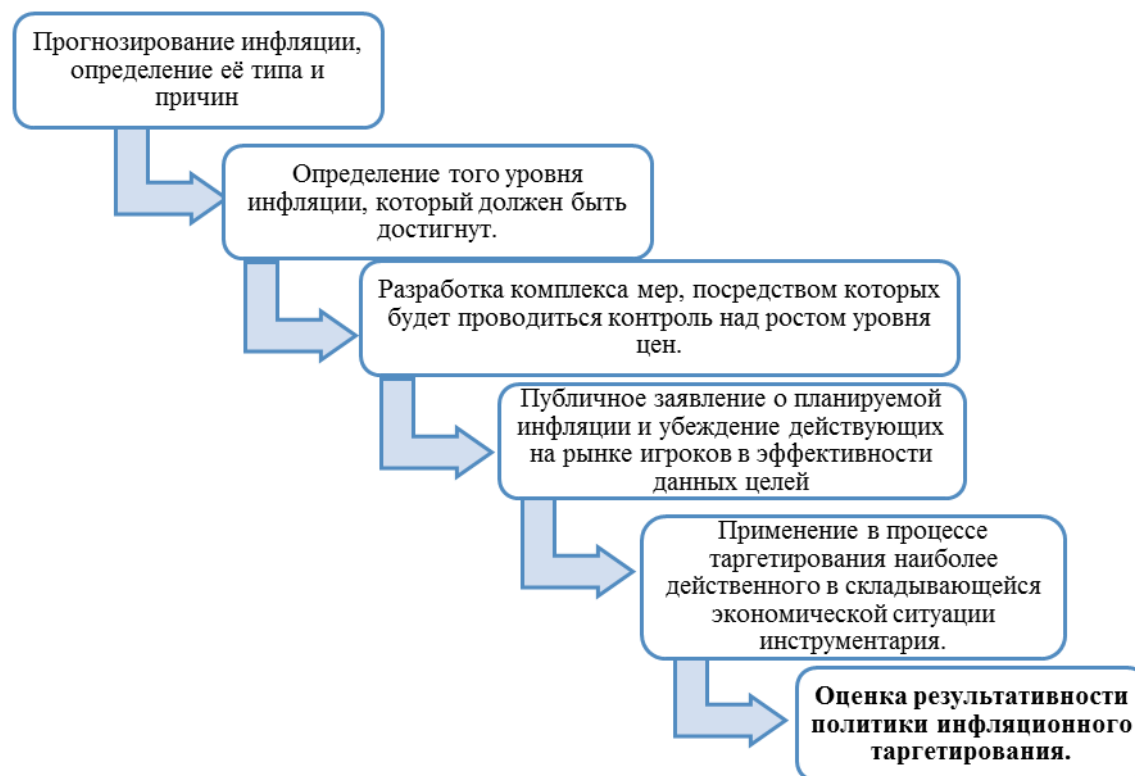 Прогнозирование инфляции,
определение её типа и
причин
Определение того уровня
инфляции, который должен быть
достигнут.
Разработка комплекса мер, посредством которых
будет проводиться контроль над ростом уровня
цен.
Публичное заявление о планируемой
инфляции и убеждение действующих
на рынке игроков в эффективности
данных целей
Применение в процессе
таргетирования наиболее
действенного в складывающейся
экономической ситуации
инструментария.
Оценка результативности
политики инфляционного
таргетирования.